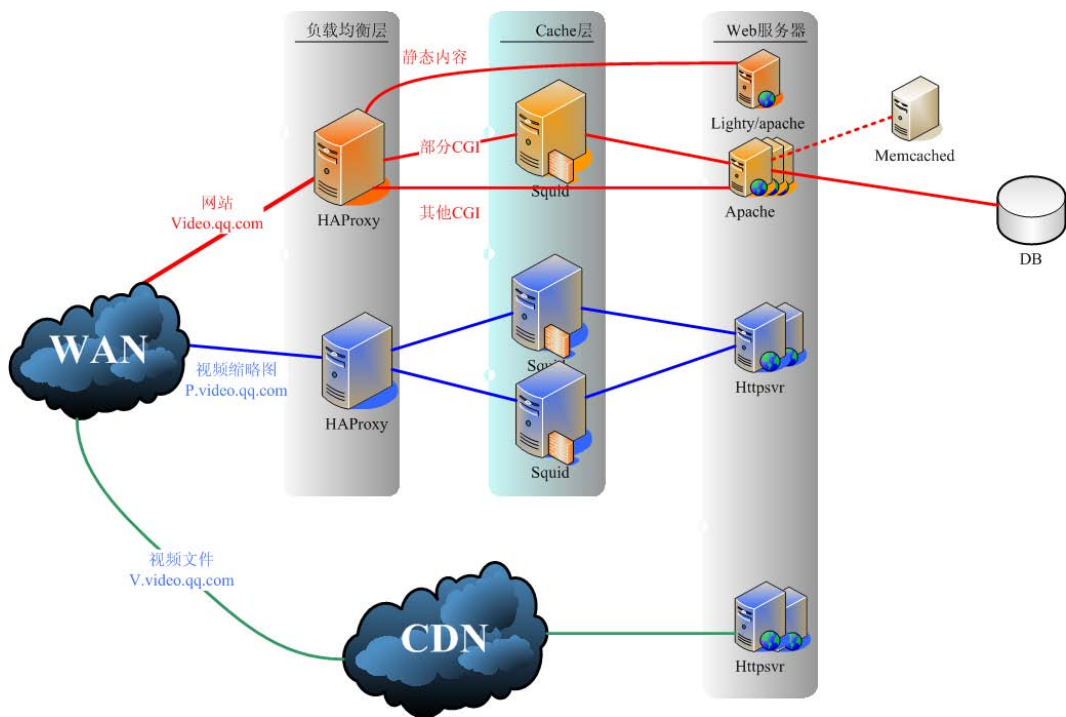 负载均衡层
Cache层
Web服务器
静态内容
Lighty/apache
Memcached
部分CGI
Squid
Apache
网站
Video.qq.com
HAProxy
其他CGI
DB
WAN
视频缩略图
P.video.qq.com
HAProxy
Squid
Httpsvr
Squid
视频文件
V.video.qq.com
CDN
Httpsvr